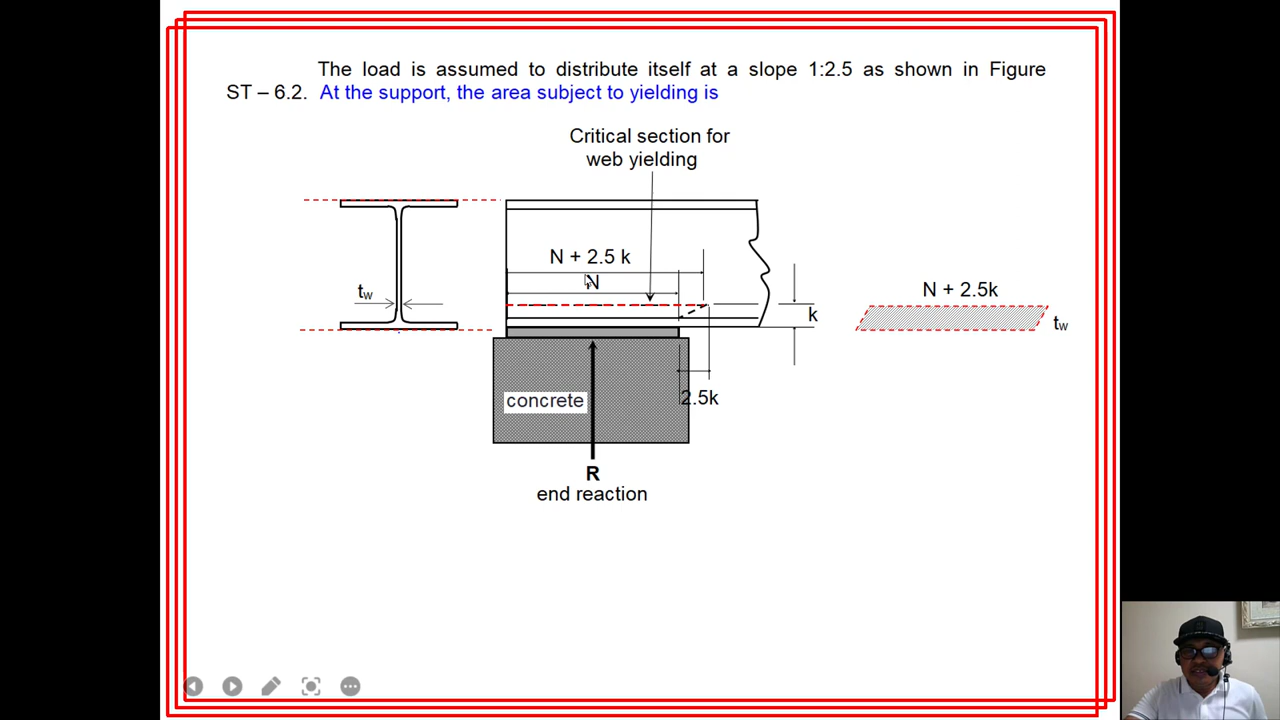 The load is assumed to distribute itself at a slope 1:2.5 as shown in Figure
ST – 6.2. At the support, the area subject to yielding is
Critical section for
web yielding
N + 2.5 k
N
tw
k
N + 2.5k
tw
concrete
2.5k
R
end reaction